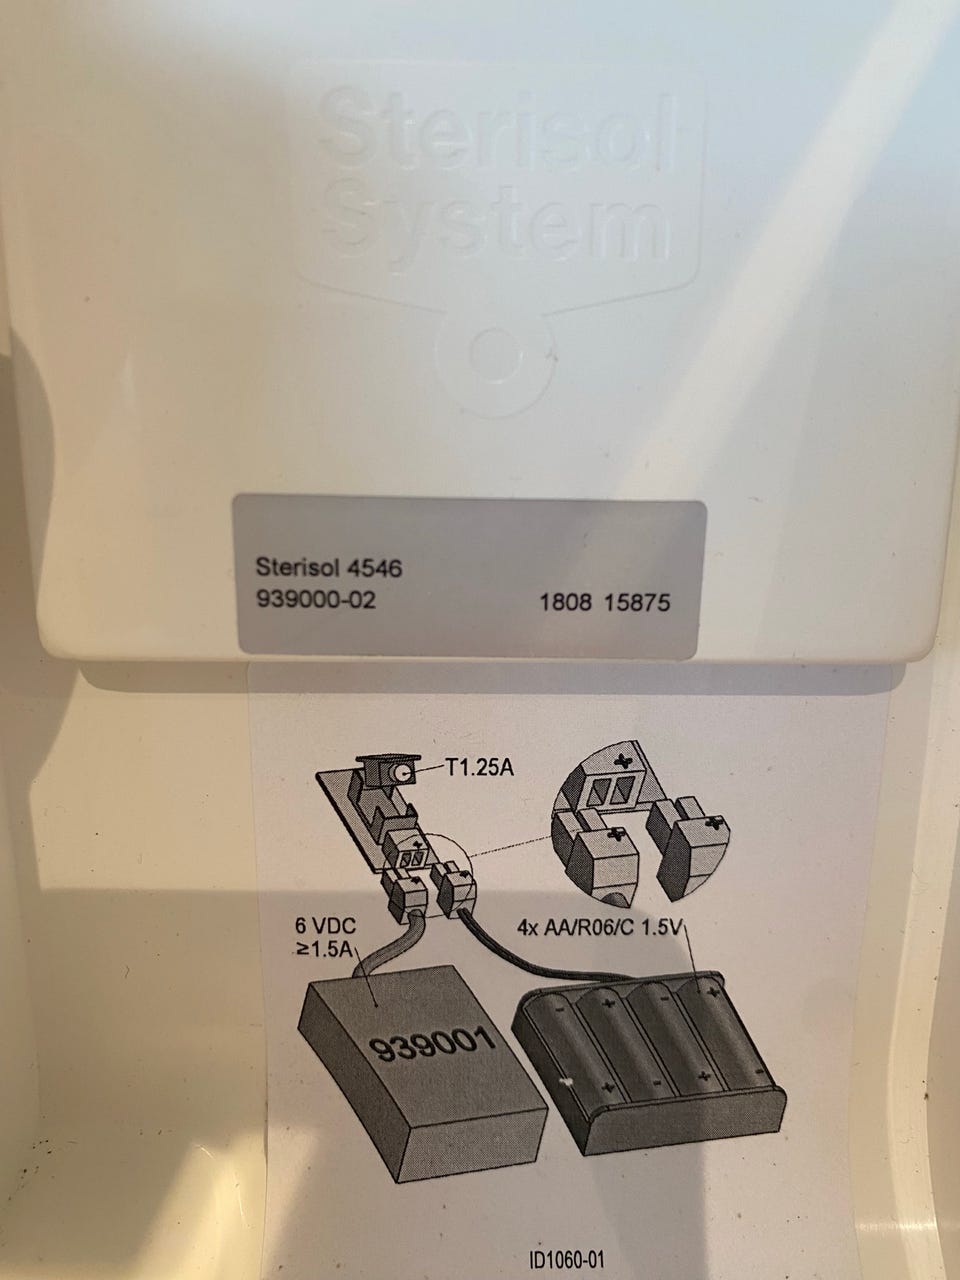 Sterisol
System
Sterisol 4546
939000-02 1808 15875
T1.25A
6 VDC
≥1.5A
4x AA/R06/C 1.5V
939001
ID1060-01